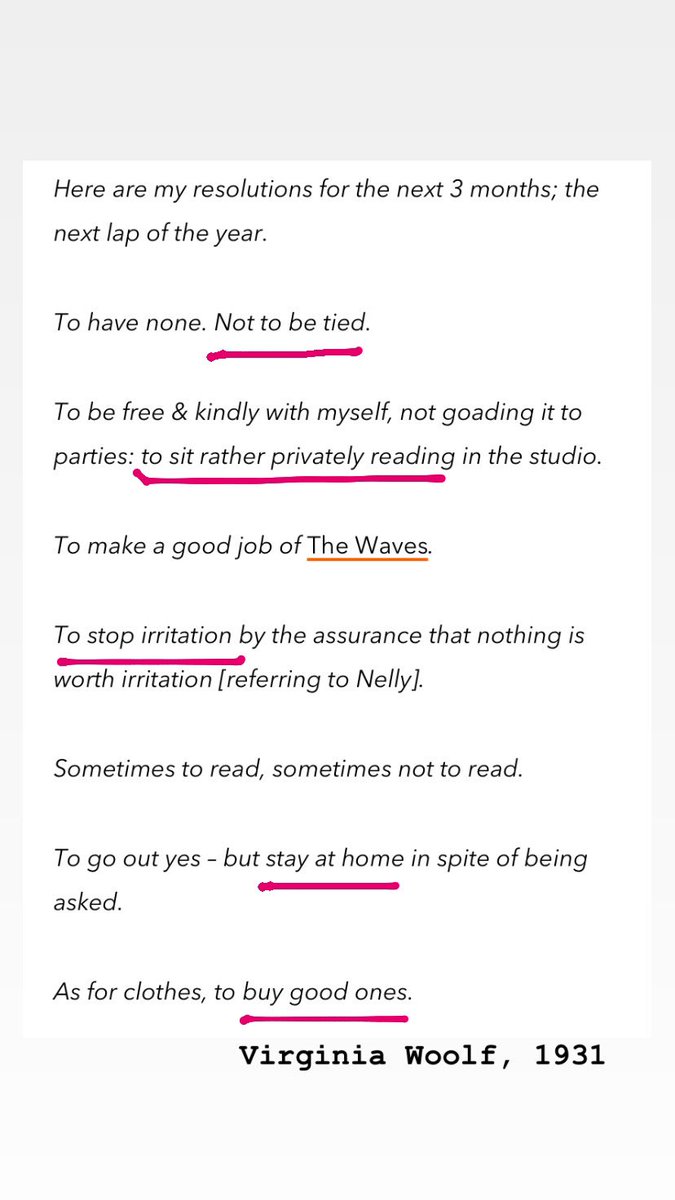 Here are my resolutions for the next 3 months; the
next lap of the year.
To have none. Not to be tied.
To be free & kindly with myself, not goading it to
parties: to sit rather privately reading in the studio.
To make a good job of The Waves.
To stop irritation by the assurance that nothing is
worth irritation [referring to Nelly].
Sometimes to read, sometimes not to read.
To go out yes – but stay at home in spite of being
asked.
As for clothes, to buy good ones.
Virginia Woolf, 1931